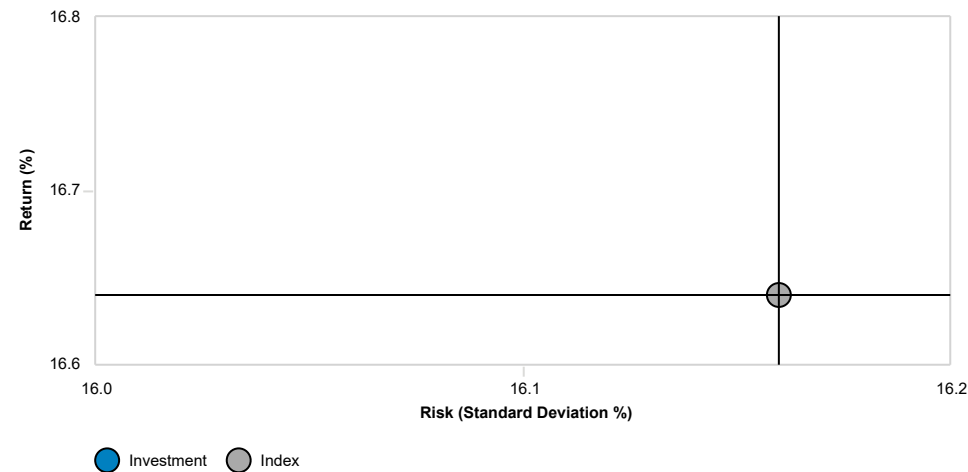 16.8
Return (%)
16.7
16.6
16.0 16.1 16.2
Risk (Standard Deviation %)
Investment Index